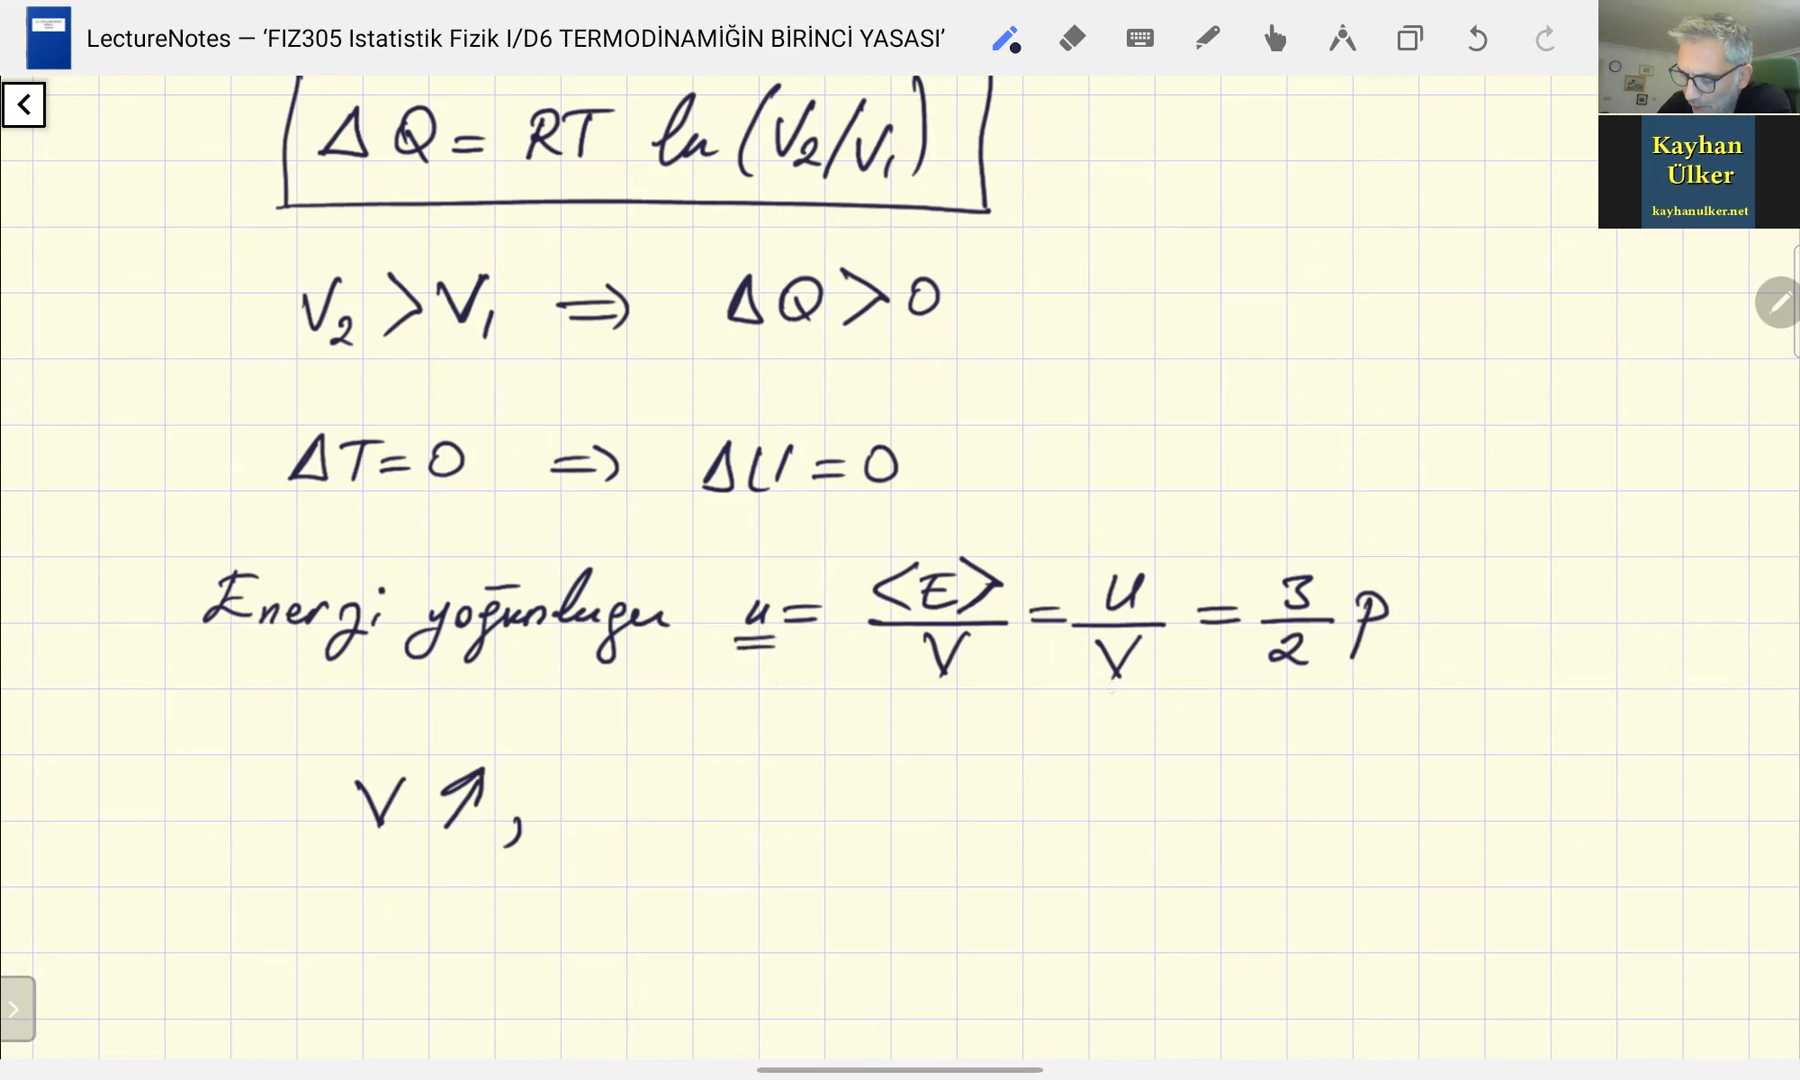 LectureNotes — ‘FIZ305 Istatistik Fizik I/D6 TERMODİNAMİĞİN BİRİNCİ YASASI’
Kayhan
Ülker
kayhanulker.net
ΔQ = RT ln(V₂/V₁)
V₂ > V₁ ⇒ ΔQ > 0
ΔT = 0 ⇒ ΔU = 0
Enerji yoğunluğu u = <E>/V = U/V = 3/2 P
V ↗,